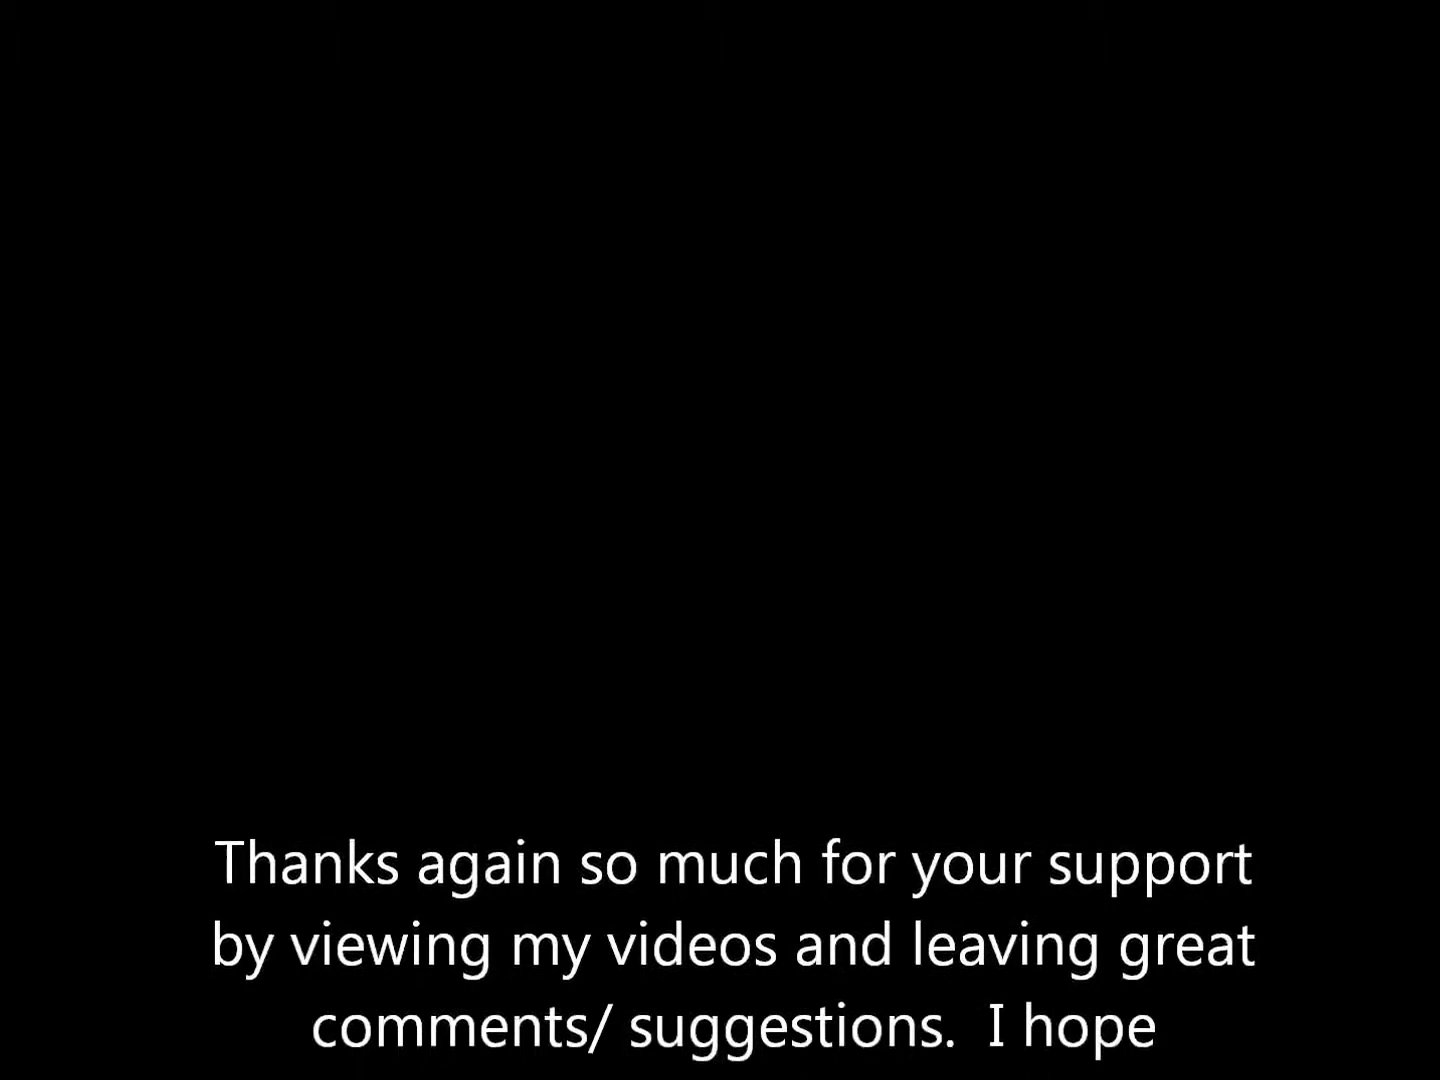 Thanks again so much for your support
by viewing my videos and leaving great
comments/ suggestions.  I hope